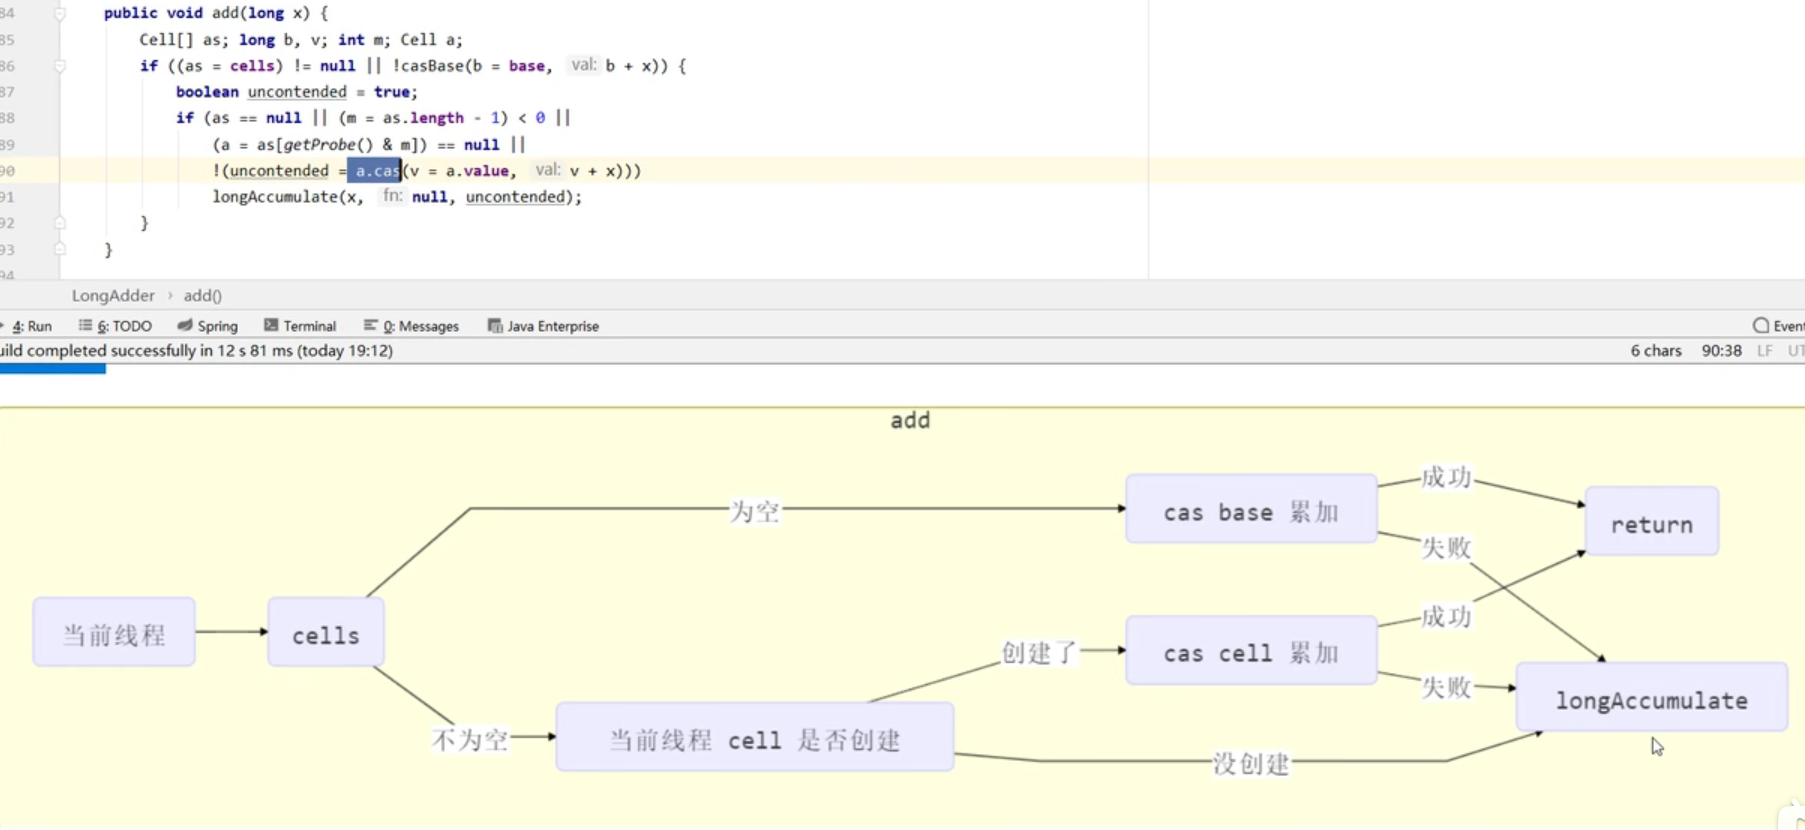 84 public void add(long x) {
85 Cell[] as; long b, v; int m; Cell a;
86 if ((as = cells) != null || !casBase(b = base, val: b + x)) {
87 boolean uncontended = true;
88 if (as == null || (m = as.length - 1) < 0 ||
89 (a = as[getProbe() & m]) == null ||
90 !(uncontended = a.cas(v = a.value, val: v + x)))
91 longAccumulate(x, fn: null, uncontended);
92 }
93 }
94
LongAdder › add()
4: Run 6: TODO Spring Terminal 0: Messages Java Enterprise Event
uild completed successfully in 12 s 81 ms (today 19:12) 6 chars 90:38 LF UT
add
成功
为空
cas base 累加
return
失败
成功
当前线程
cells
创建了
cas cell 累加
失败
longAccumulate
不为空
当前线程 cell 是否创建
没创建